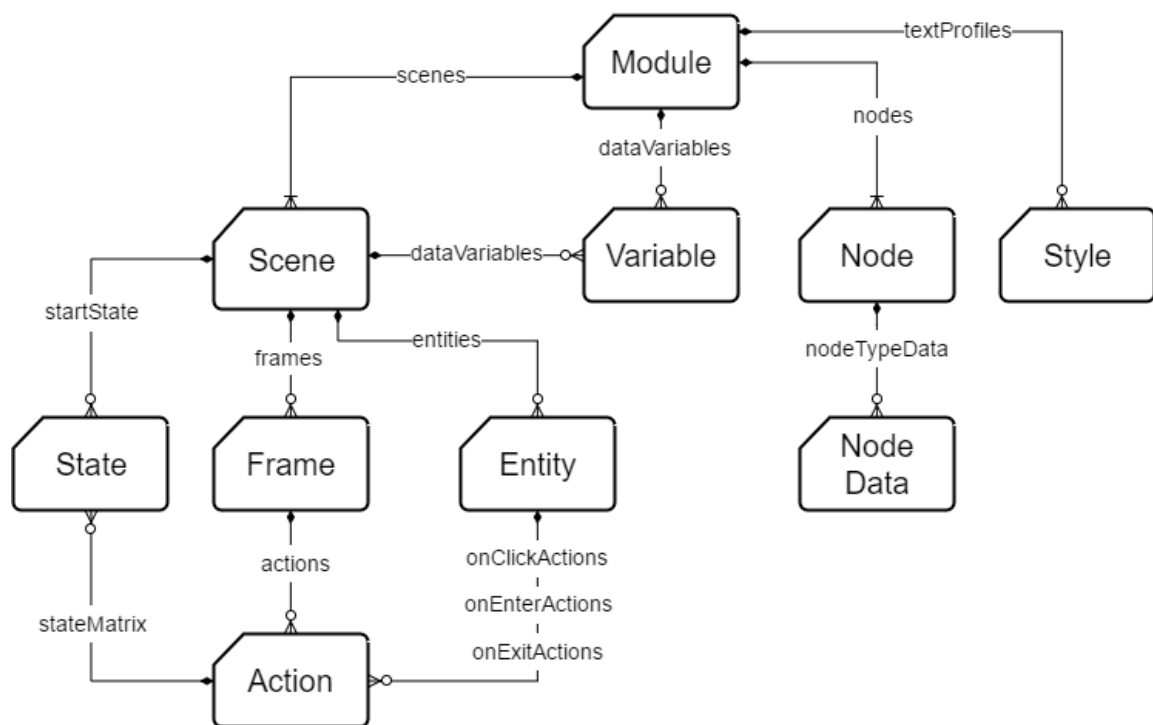 textProfiles
Module
scenes
nodes
dataVariables
Scene
dataVariables
Variable
Node
Style
startState
entities
frames
nodeTypeData
State
Frame
Entity
Node
Data
onClickActions
actions
onEnterActions
stateMatrix
onExitActions
Action